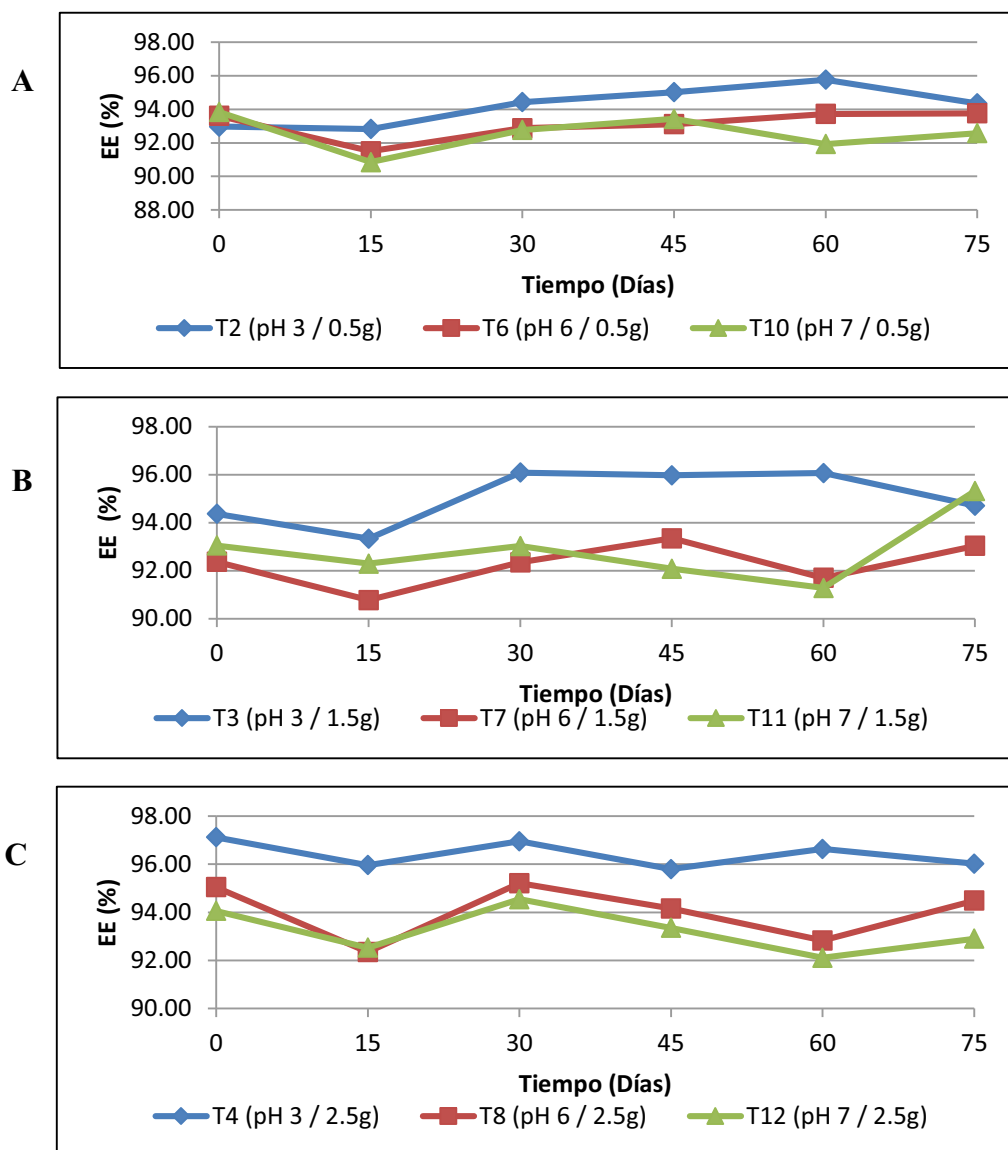 A
98.00
96.00
94.00
92.00
90.00
88.00
EE (%)
0 15 30 45 60 75
Tiempo (Días)
T2 (pH 3 / 0.5g) T6 (pH 6 / 0.5g) T10 (pH 7 / 0.5g)
B
98.00
96.00
94.00
92.00
90.00
EE (%)
0 15 30 45 60 75
Tiempo (Días)
T3 (pH 3 / 1.5g) T7 (pH 6 / 1.5g) T11 (pH 7 / 1.5g)
C
98.00
96.00
94.00
92.00
90.00
EE (%)
0 15 30 45 60 75
Tiempo (Días)
T4 (pH 3 / 2.5g) T8 (pH 6 / 2.5g) T12 (pH 7 / 2.5g)